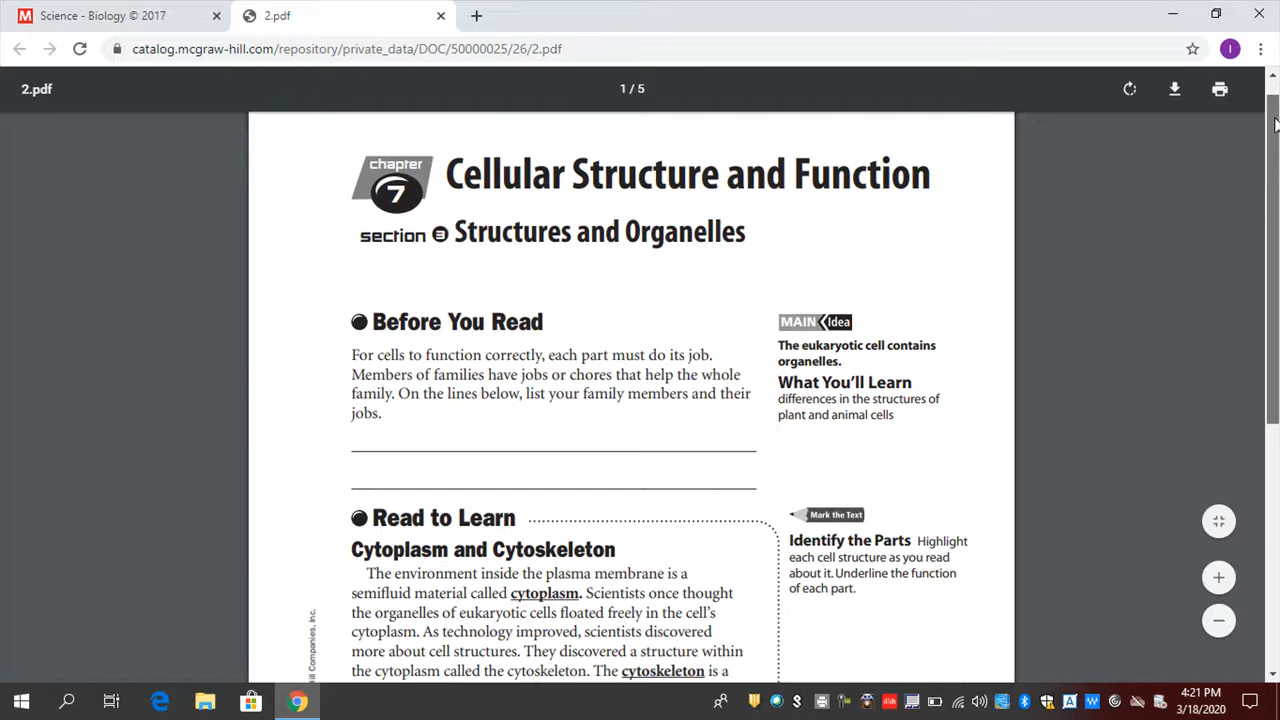 Science - Biology © 2017
2.pdf
catalog.mcgraw-hill.com/repository/private_data/DOC/50000025/26/2.pdf
I
2.pdf
1 / 5
chapter
7
Cellular Structure and Function
section 3 Structures and Organelles
Before You Read
For cells to function correctly, each part must do its job.
Members of families have jobs or chores that help the whole
family. On the lines below, list your family members and their
jobs.
MAIN Idea
The eukaryotic cell contains
organelles.
What You'll Learn
differences in the structures of
plant and animal cells
Read to Learn
Cytoplasm and Cytoskeleton
The environment inside the plasma membrane is a
semifluid material called cytoplasm. Scientists once thought
the organelles of eukaryotic cells floated freely in the cell's
cytoplasm. As technology improved, scientists discovered
more about cell structures. They discovered a structure within
the cytoplasm called the cytoskeleton. The cytoskeleton is a
Mark the Text
Identify the Parts Highlight
each cell structure as you read
about it. Underline the function
of each part.
Companies, Inc.
4:21 PM
3/18/2020